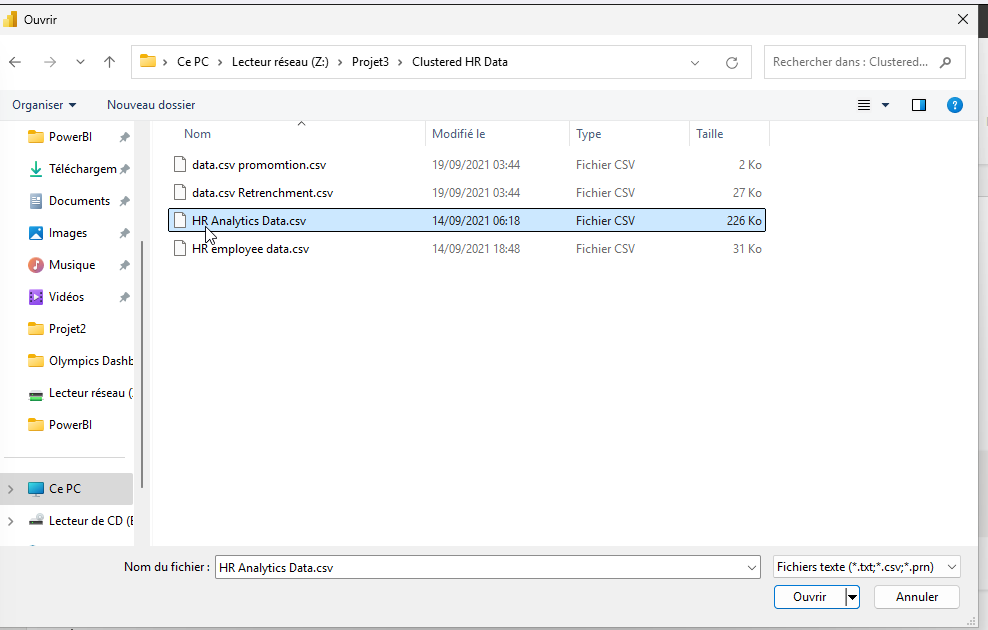 Ouvrir
Ce PC > Lecteur réseau (Z:) > Projet3 > Clustered HR Data
Rechercher dans : Clustered...
Organiser
Nouveau dossier
Nom Modifié le Type Taille
data.csv promomtion.csv 19/09/2021 03:44 Fichier CSV 2 Ko
data.csv Retrenchment.csv 19/09/2021 03:44 Fichier CSV 27 Ko
HR Analytics Data.csv 14/09/2021 06:18 Fichier CSV 226 Ko
HR employee data.csv 14/09/2021 18:48 Fichier CSV 31 Ko
PowerBI
Téléchargem
Documents
Images
Musique
Vidéos
Projet2
Olympics Dashb
Lecteur réseau (
PowerBI
Ce PC
Lecteur de CD (
Nom du fichier : HR Analytics Data.csv
Fichiers texte (*.txt;*.csv;*.prn)
Ouvrir
Annuler